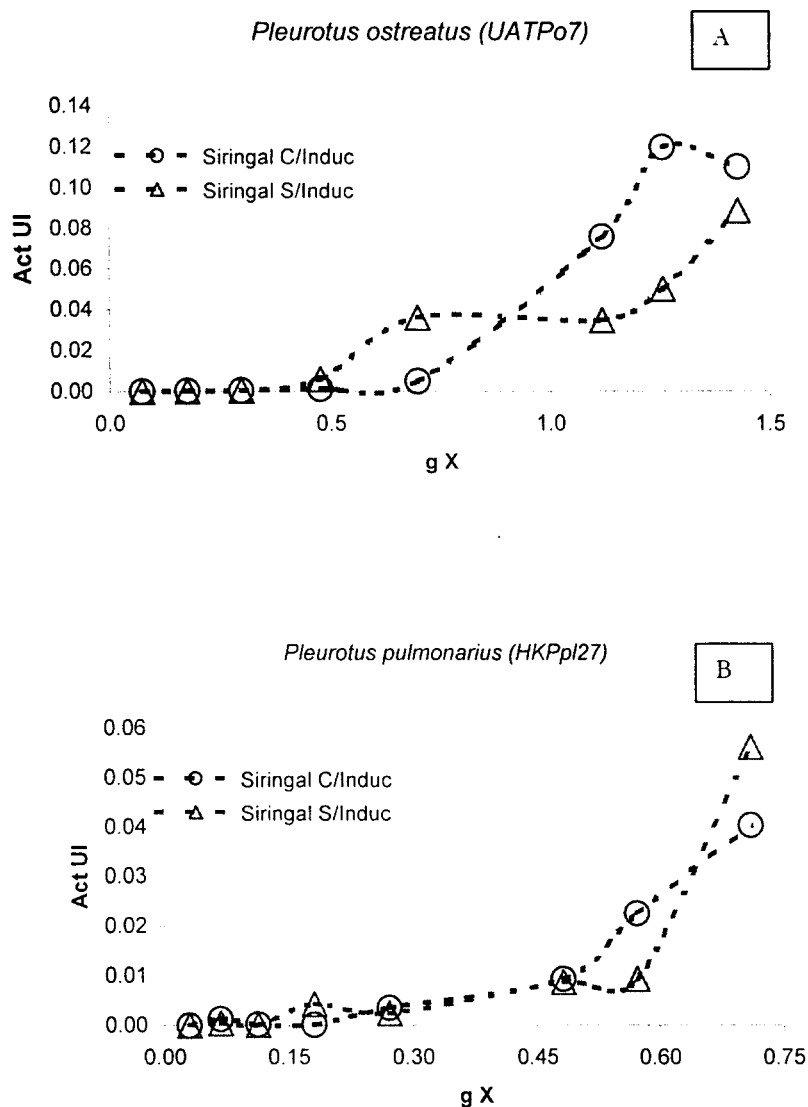 Pleurotus ostreatus (UATPo7)
A
Act UI
0.14
0.12
0.10
0.08
0.06
0.04
0.02
0.00
Siringal C/Induc
Siringal S/Induc
0.0 0.5 1.0 1.5
g X
Pleurotus pulmonarius (HKPpl27)
B
Act UI
0.06
0.05
0.04
0.03
0.02
0.01
0.00
Siringal C/Induc
Siringal S/Induc
0.00 0.15 0.30 0.45 0.60 0.75
g X